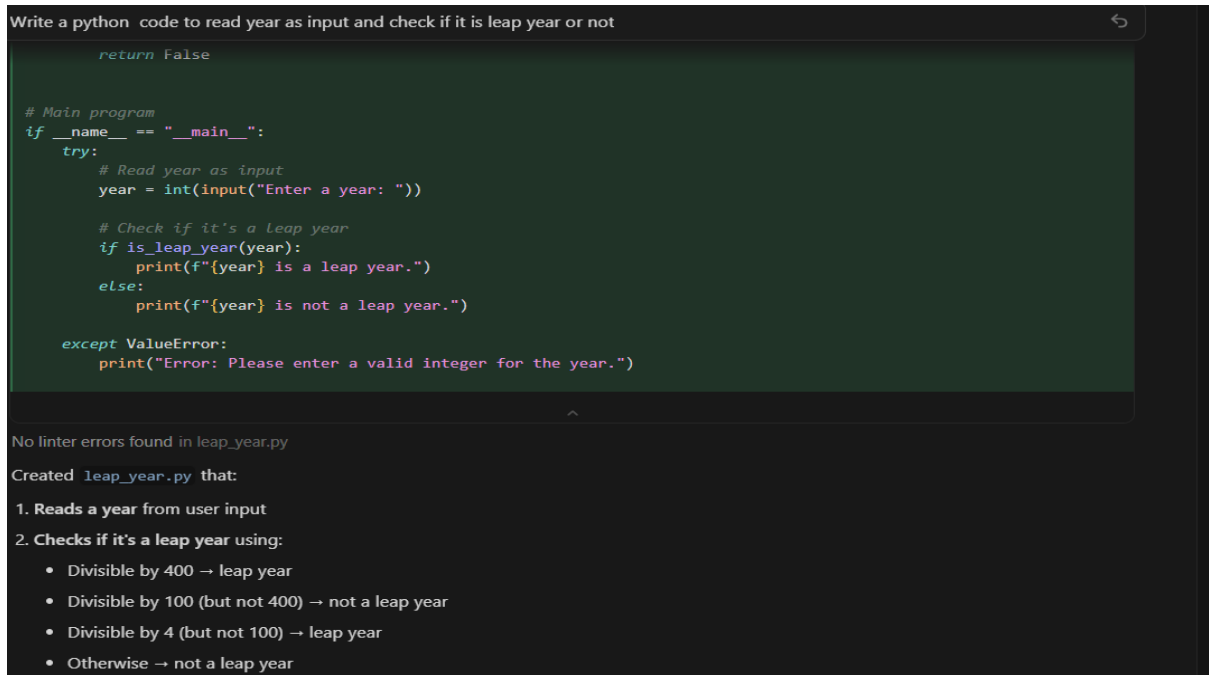 Write a python  code to read year as input and check if it is leap year or not
        return False
# Main program
if __name__ == "__main__":
    try:
        # Read year as input
        year = int(input("Enter a year: "))
        # Check if it's a leap year
        if is_leap_year(year):
            print(f"{year} is a leap year.")
        else:
            print(f"{year} is not a leap year.")
    except ValueError:
        print("Error: Please enter a valid integer for the year.")
No linter errors found in leap_year.py
Created leap_year.py that:
1. Reads a year from user input
2. Checks if it's a leap year using:
• Divisible by 400 → leap year
• Divisible by 100 (but not 400) → not a leap year
• Divisible by 4 (but not 100) → leap year
• Otherwise → not a leap year